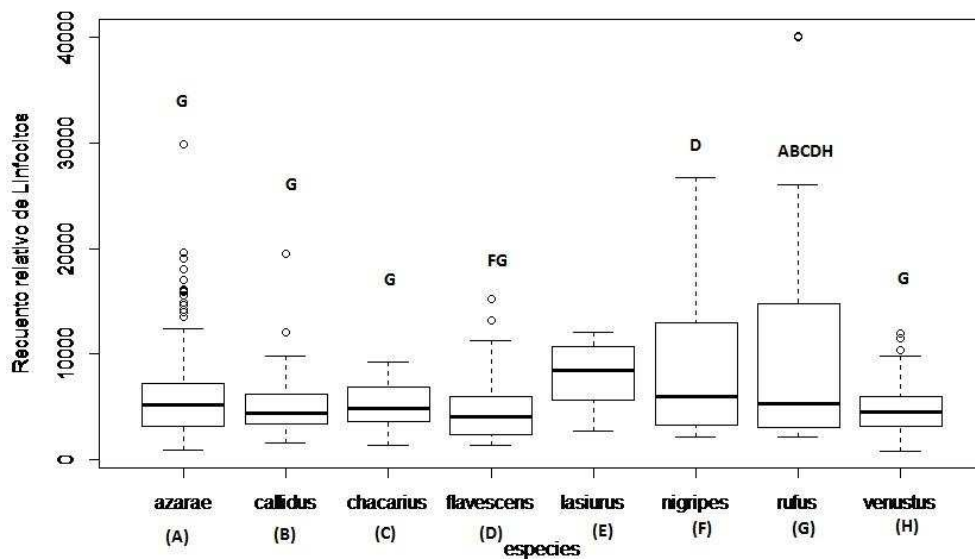 Recuento relativo de Linfocitos
40000
30000
20000
10000
0
G
G
G
FG
D
ABCDH
G
azarae callidus chacarius flavescens lasiurus nigripes rufus venustus
(A) (B) (C) (D) (E) (F) (G) (H)
especies